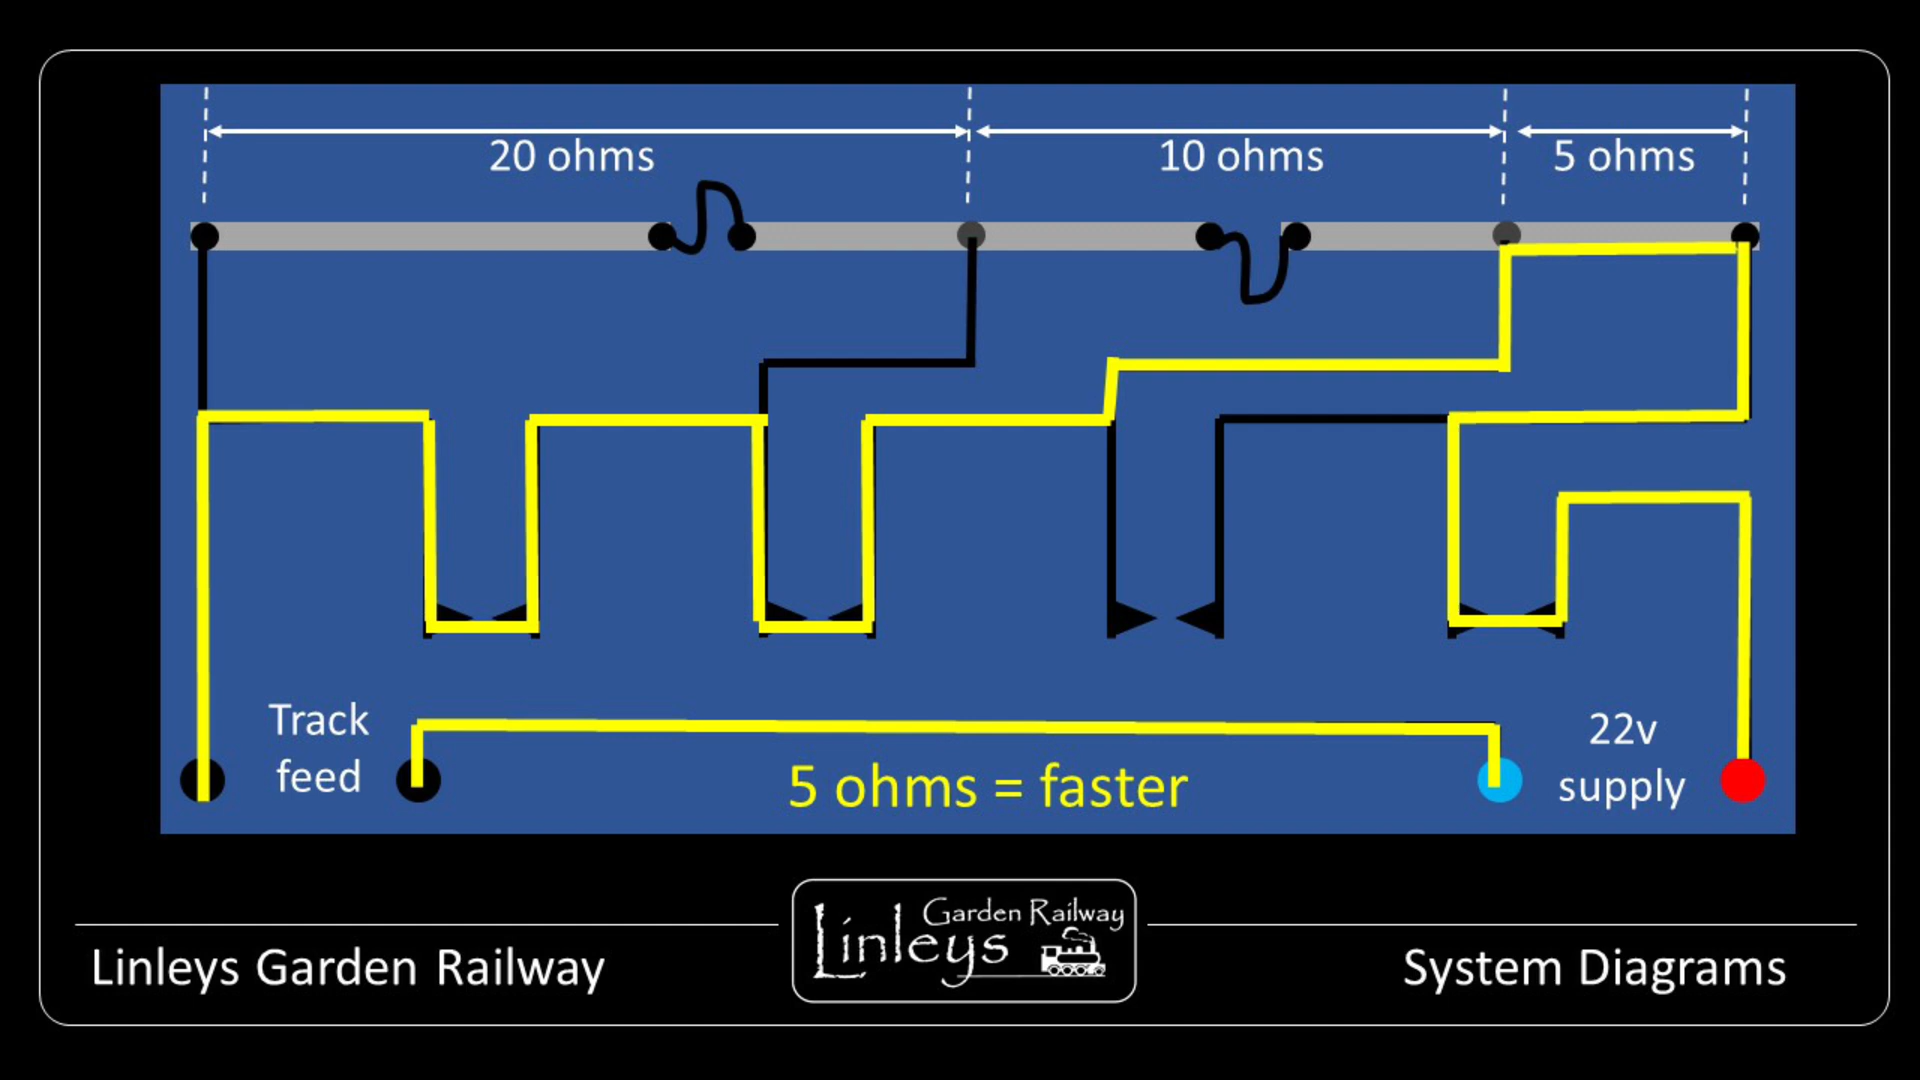 20 ohms
10 ohms
5 ohms
Track
feed
22v
supply
5 ohms = faster
Linleys Garden Railway
Garden Railway
Linleys
System Diagrams